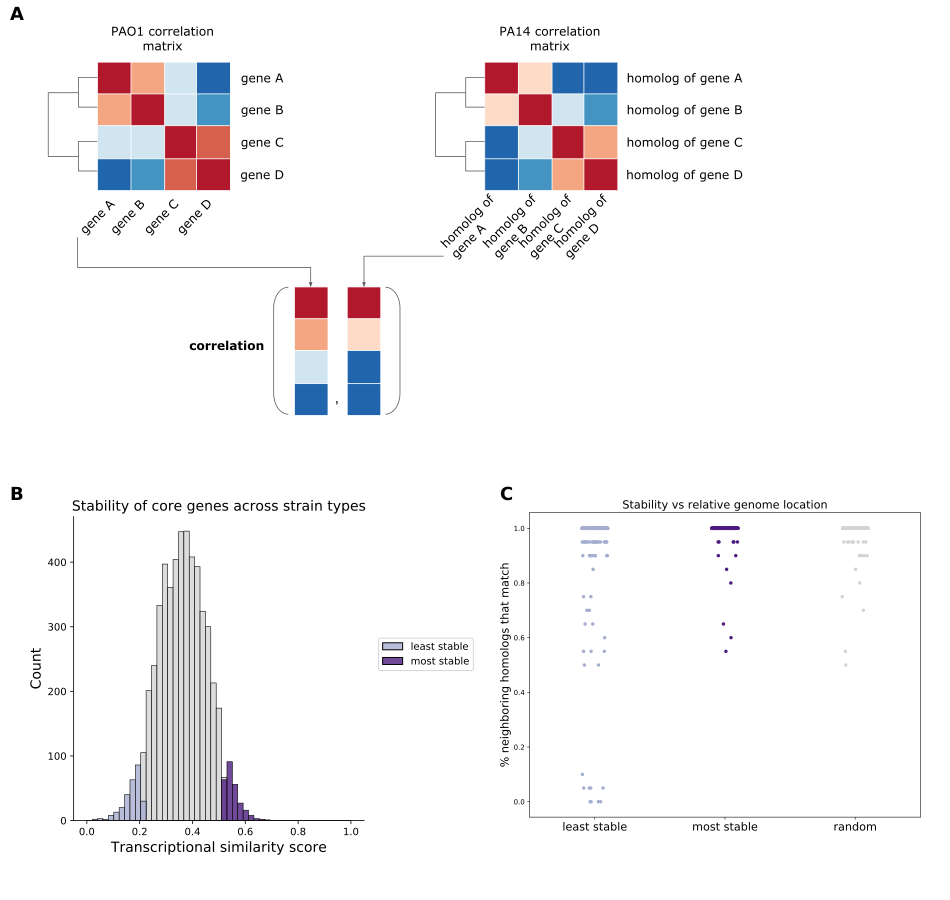 A
PAO1 correlation
matrix
gene A
gene B
gene C
gene D
gene A
gene B
gene C
gene D
PA14 correlation
matrix
homolog of gene A
homolog of gene B
homolog of gene C
homolog of gene D
homolog of
gene A
homolog of
gene B
homolog of
gene C
homolog of
gene D
correlation
,
B
Stability of core genes across strain types
Count
400
300
200
100
0
0.0 0.2 0.4 0.6 0.8 1.0
Transcriptional similarity score
least stable
most stable
C
Stability vs relative genome location
% neighboring homologs that match
1.0
0.8
0.6
0.4
0.2
0.0
least stable most stable random